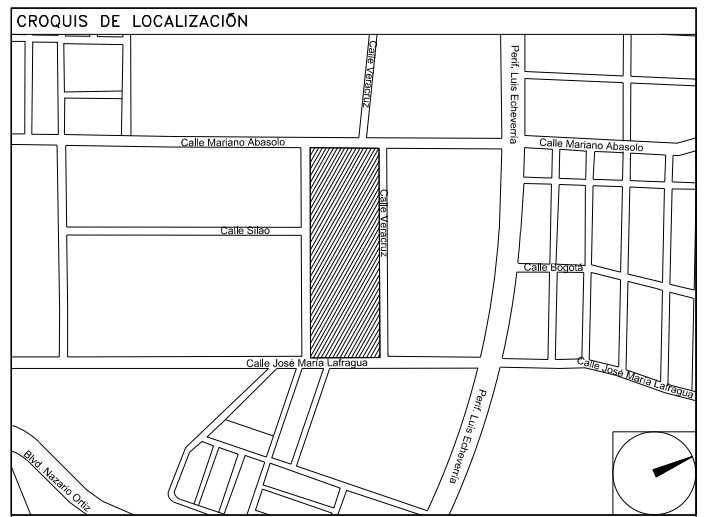 CROQUIS DE LOCALIZACIÓN
Calle Veracruz
Perif. Luis Echeverría
Calle Mariano Abasolo
Calle Mariano Abasolo
Calle Veracruz
Calle Silao
Calle Bogotá
Calle José María Lafragua
Calle José María Lafragua
Perif. Luis Echeverría
Blvd. Nazario Ortiz